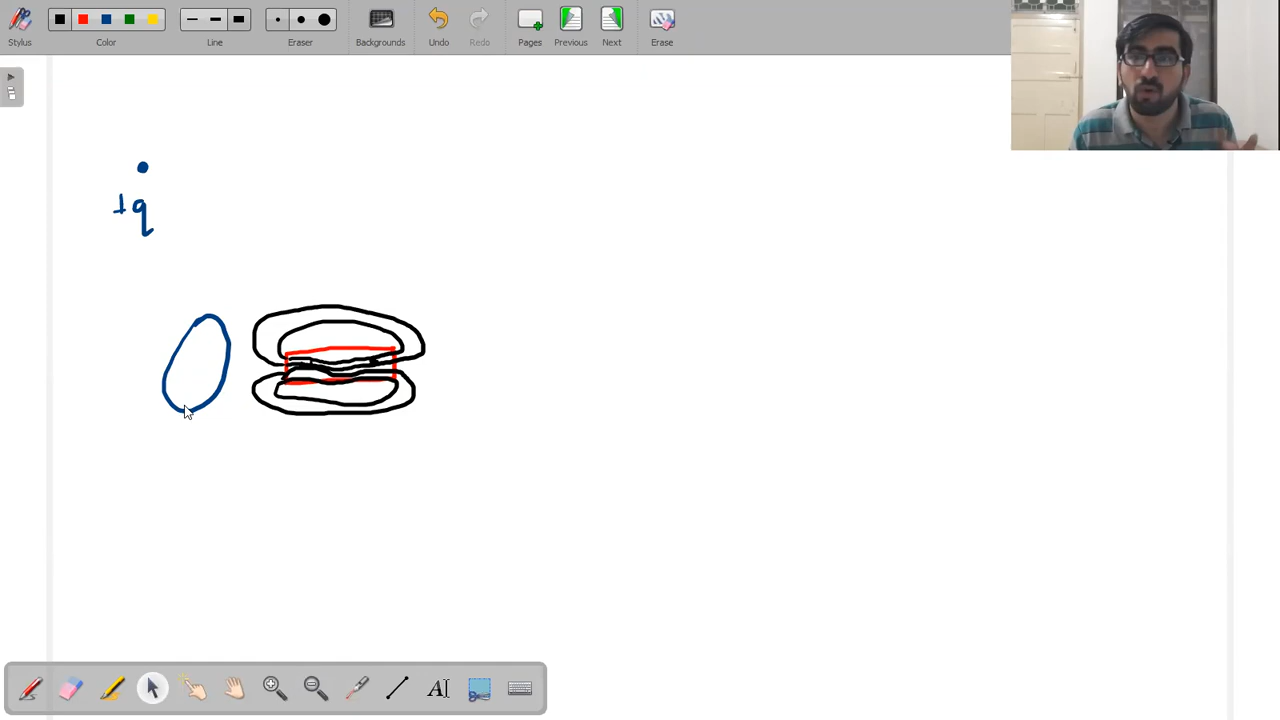 Stylus
Color
Line
Eraser
Backgrounds
Undo
Redo
Pages
Previous
Next
Erase
+q
A